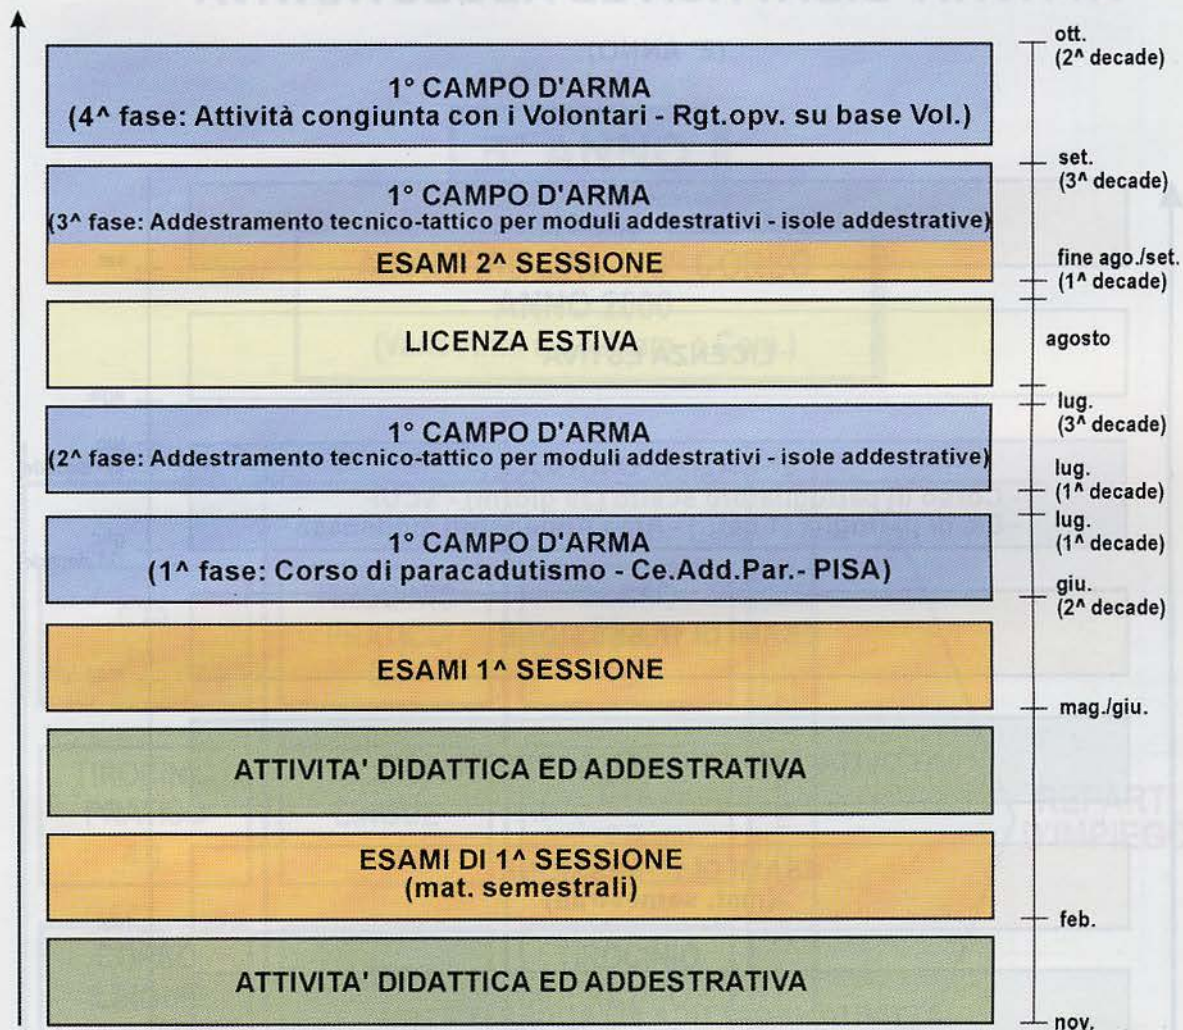 ott.
(2^ decade)
1° CAMPO D'ARMA
(4^ fase: Attività congiunta con i Volontari - Rgt.opv. su base Vol.)
set.
(3^ decade)
1° CAMPO D'ARMA
(3^ fase: Addestramento tecnico-tattico per moduli addestrativi - isole addestrative)
ESAMI 2^ SESSIONE
fine ago./set.
(1^ decade)
LICENZA ESTIVA
agosto
lug.
(3^ decade)
1° CAMPO D'ARMA
(2^ fase: Addestramento tecnico-tattico per moduli addestrativi - isole addestrative)
lug.
(1^ decade)
lug.
(1^ decade)
1° CAMPO D'ARMA
(1^ fase: Corso di paracadutismo - Ce.Add.Par.- PISA)
giu.
(2^ decade)
ESAMI 1^ SESSIONE
mag./giu.
ATTIVITA' DIDATTICA ED ADDESTRATIVA
ESAMI DI 1^ SESSIONE
(mat. semestrali)
feb.
ATTIVITA' DIDATTICA ED ADDESTRATIVA
nov.